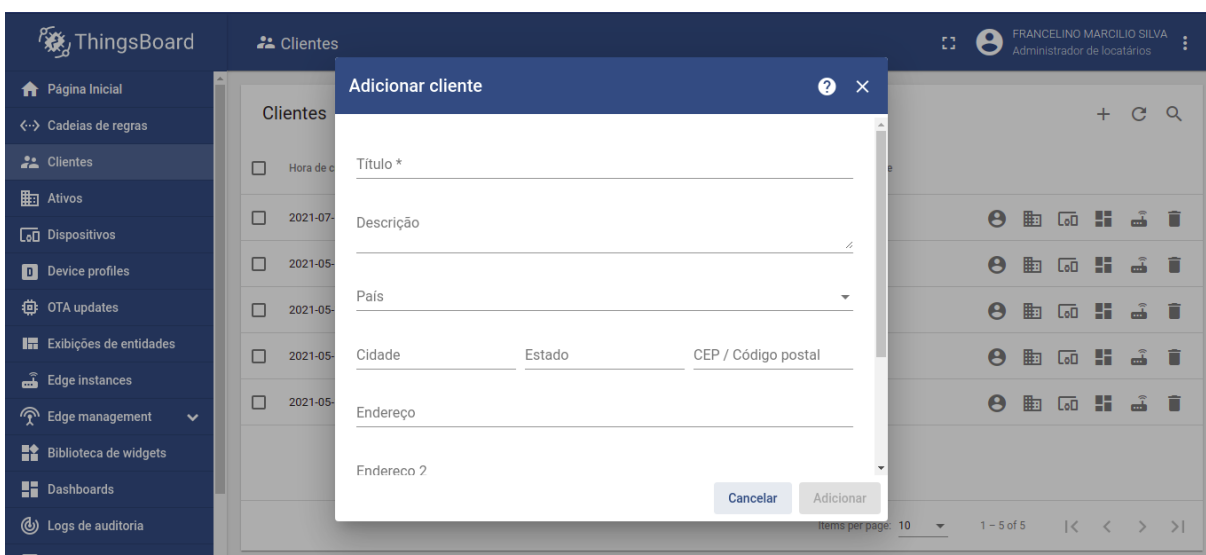 ThingsBoard
Clientes
FRANCELINO MARCILIO SILVA
Administrador de locatários
Página Inicial
Cadeias de regras
Clientes
Ativos
Dispositivos
Device profiles
OTA updates
Exibições de entidades
Edge instances
Edge management
Biblioteca de widgets
Dashboards
Logs de auditoria
Clientes
Hora de c
e
2021-07-
2021-05-
2021-05-
2021-05-
2021-05-
Adicionar cliente
Título *
Descrição
País
Cidade Estado CEP / Código postal
Endereço
Endereço 2
Cancelar Adicionar
Items per page: 10 1 – 5 of 5